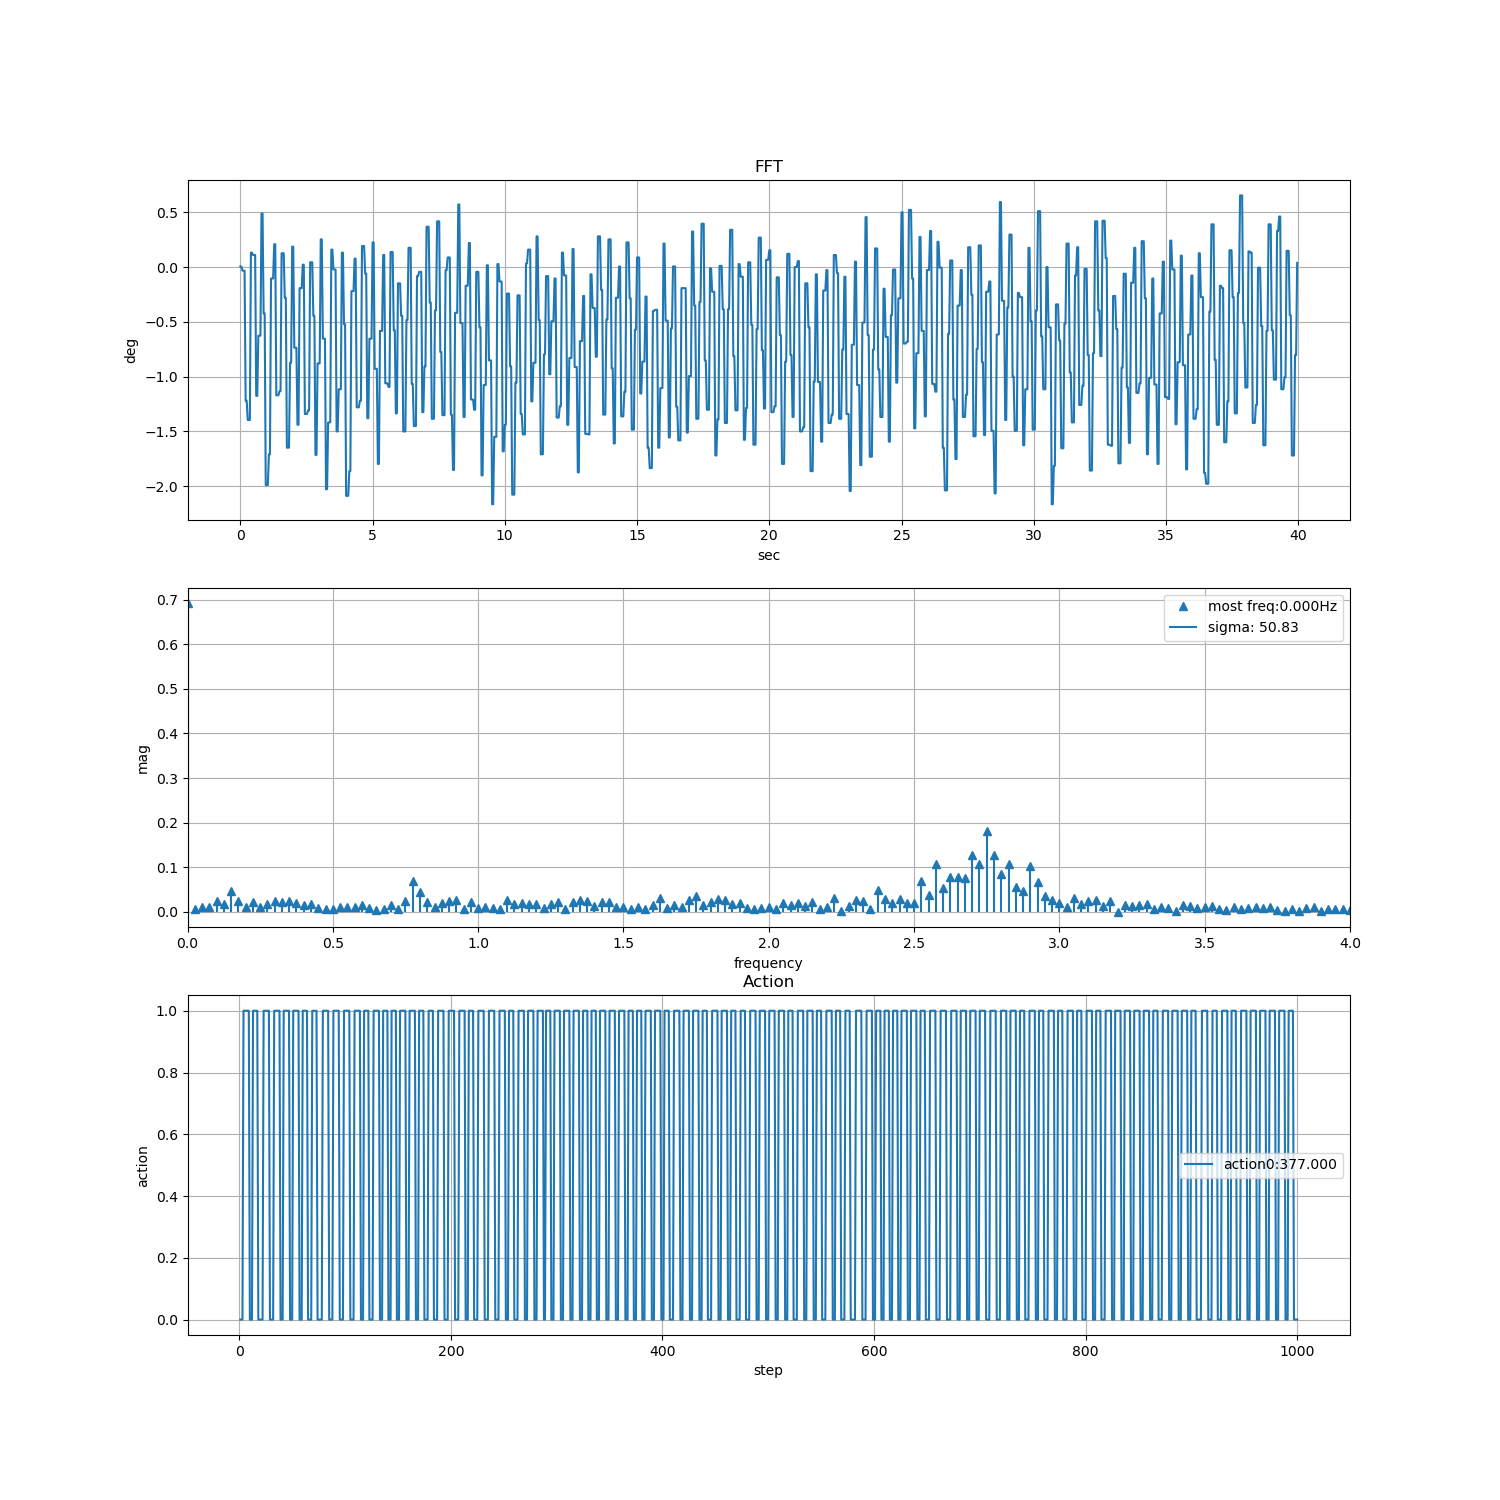 FFT
0.5
0.0
−0.5
deg
−1.0
−1.5
−2.0
0 5 10 15 20 25 30 35 40
sec
0.7
0.6
0.5
0.4
mag
0.3
0.2
0.1
0.0
most freq:0.000Hz
sigma: 50.83
0.0 0.5 1.0 1.5 2.0 2.5 3.0 3.5 4.0
frequency
Action
1.0
0.8
0.6
action
0.4
0.2
0.0
action0:377.000
0 200 400 600 800 1000
step